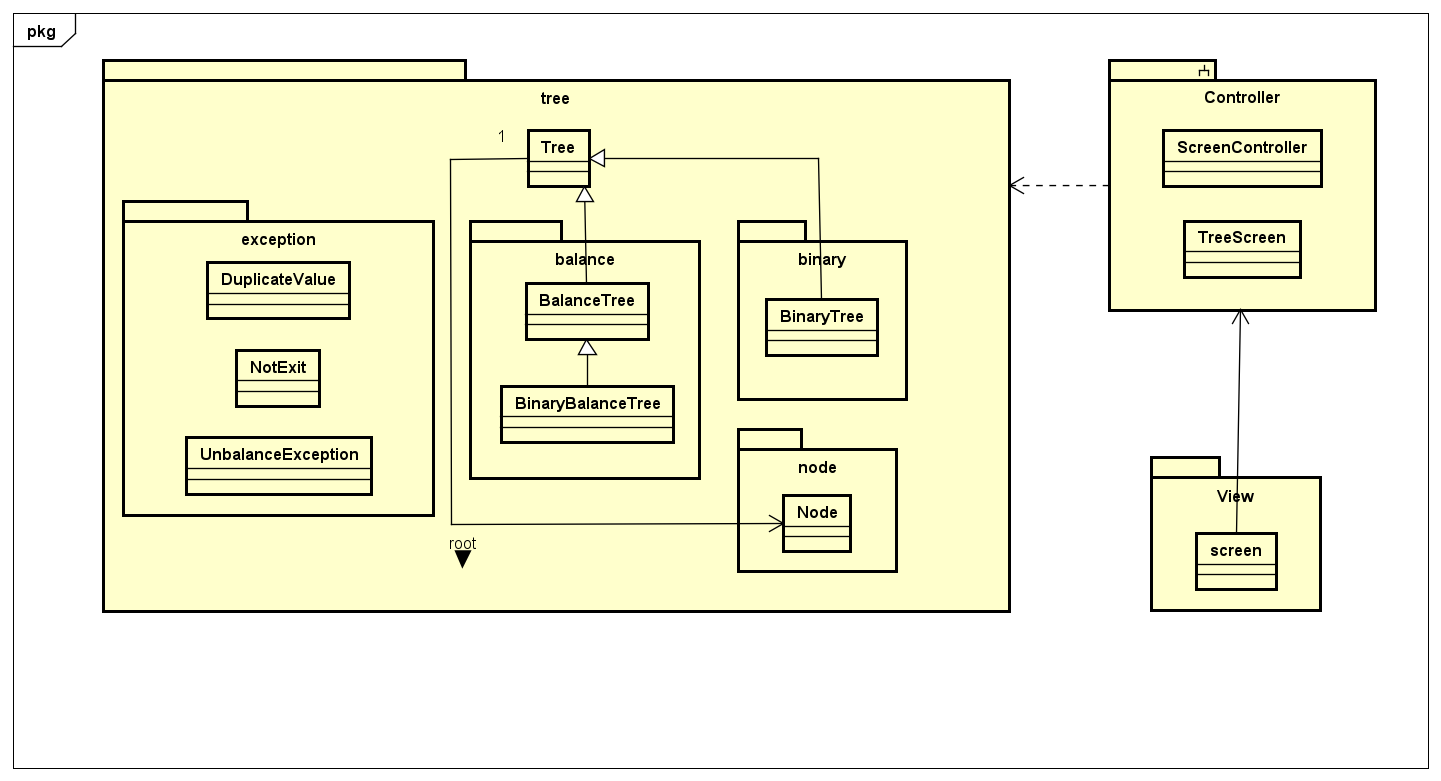 pkg
tree
1
Tree
exception
DuplicateValue
NotExit
UnbalanceException
balance
BalanceTree
BinaryBalanceTree
binary
BinaryTree
node
Node
root
Controller
ScreenController
TreeScreen
View
screen